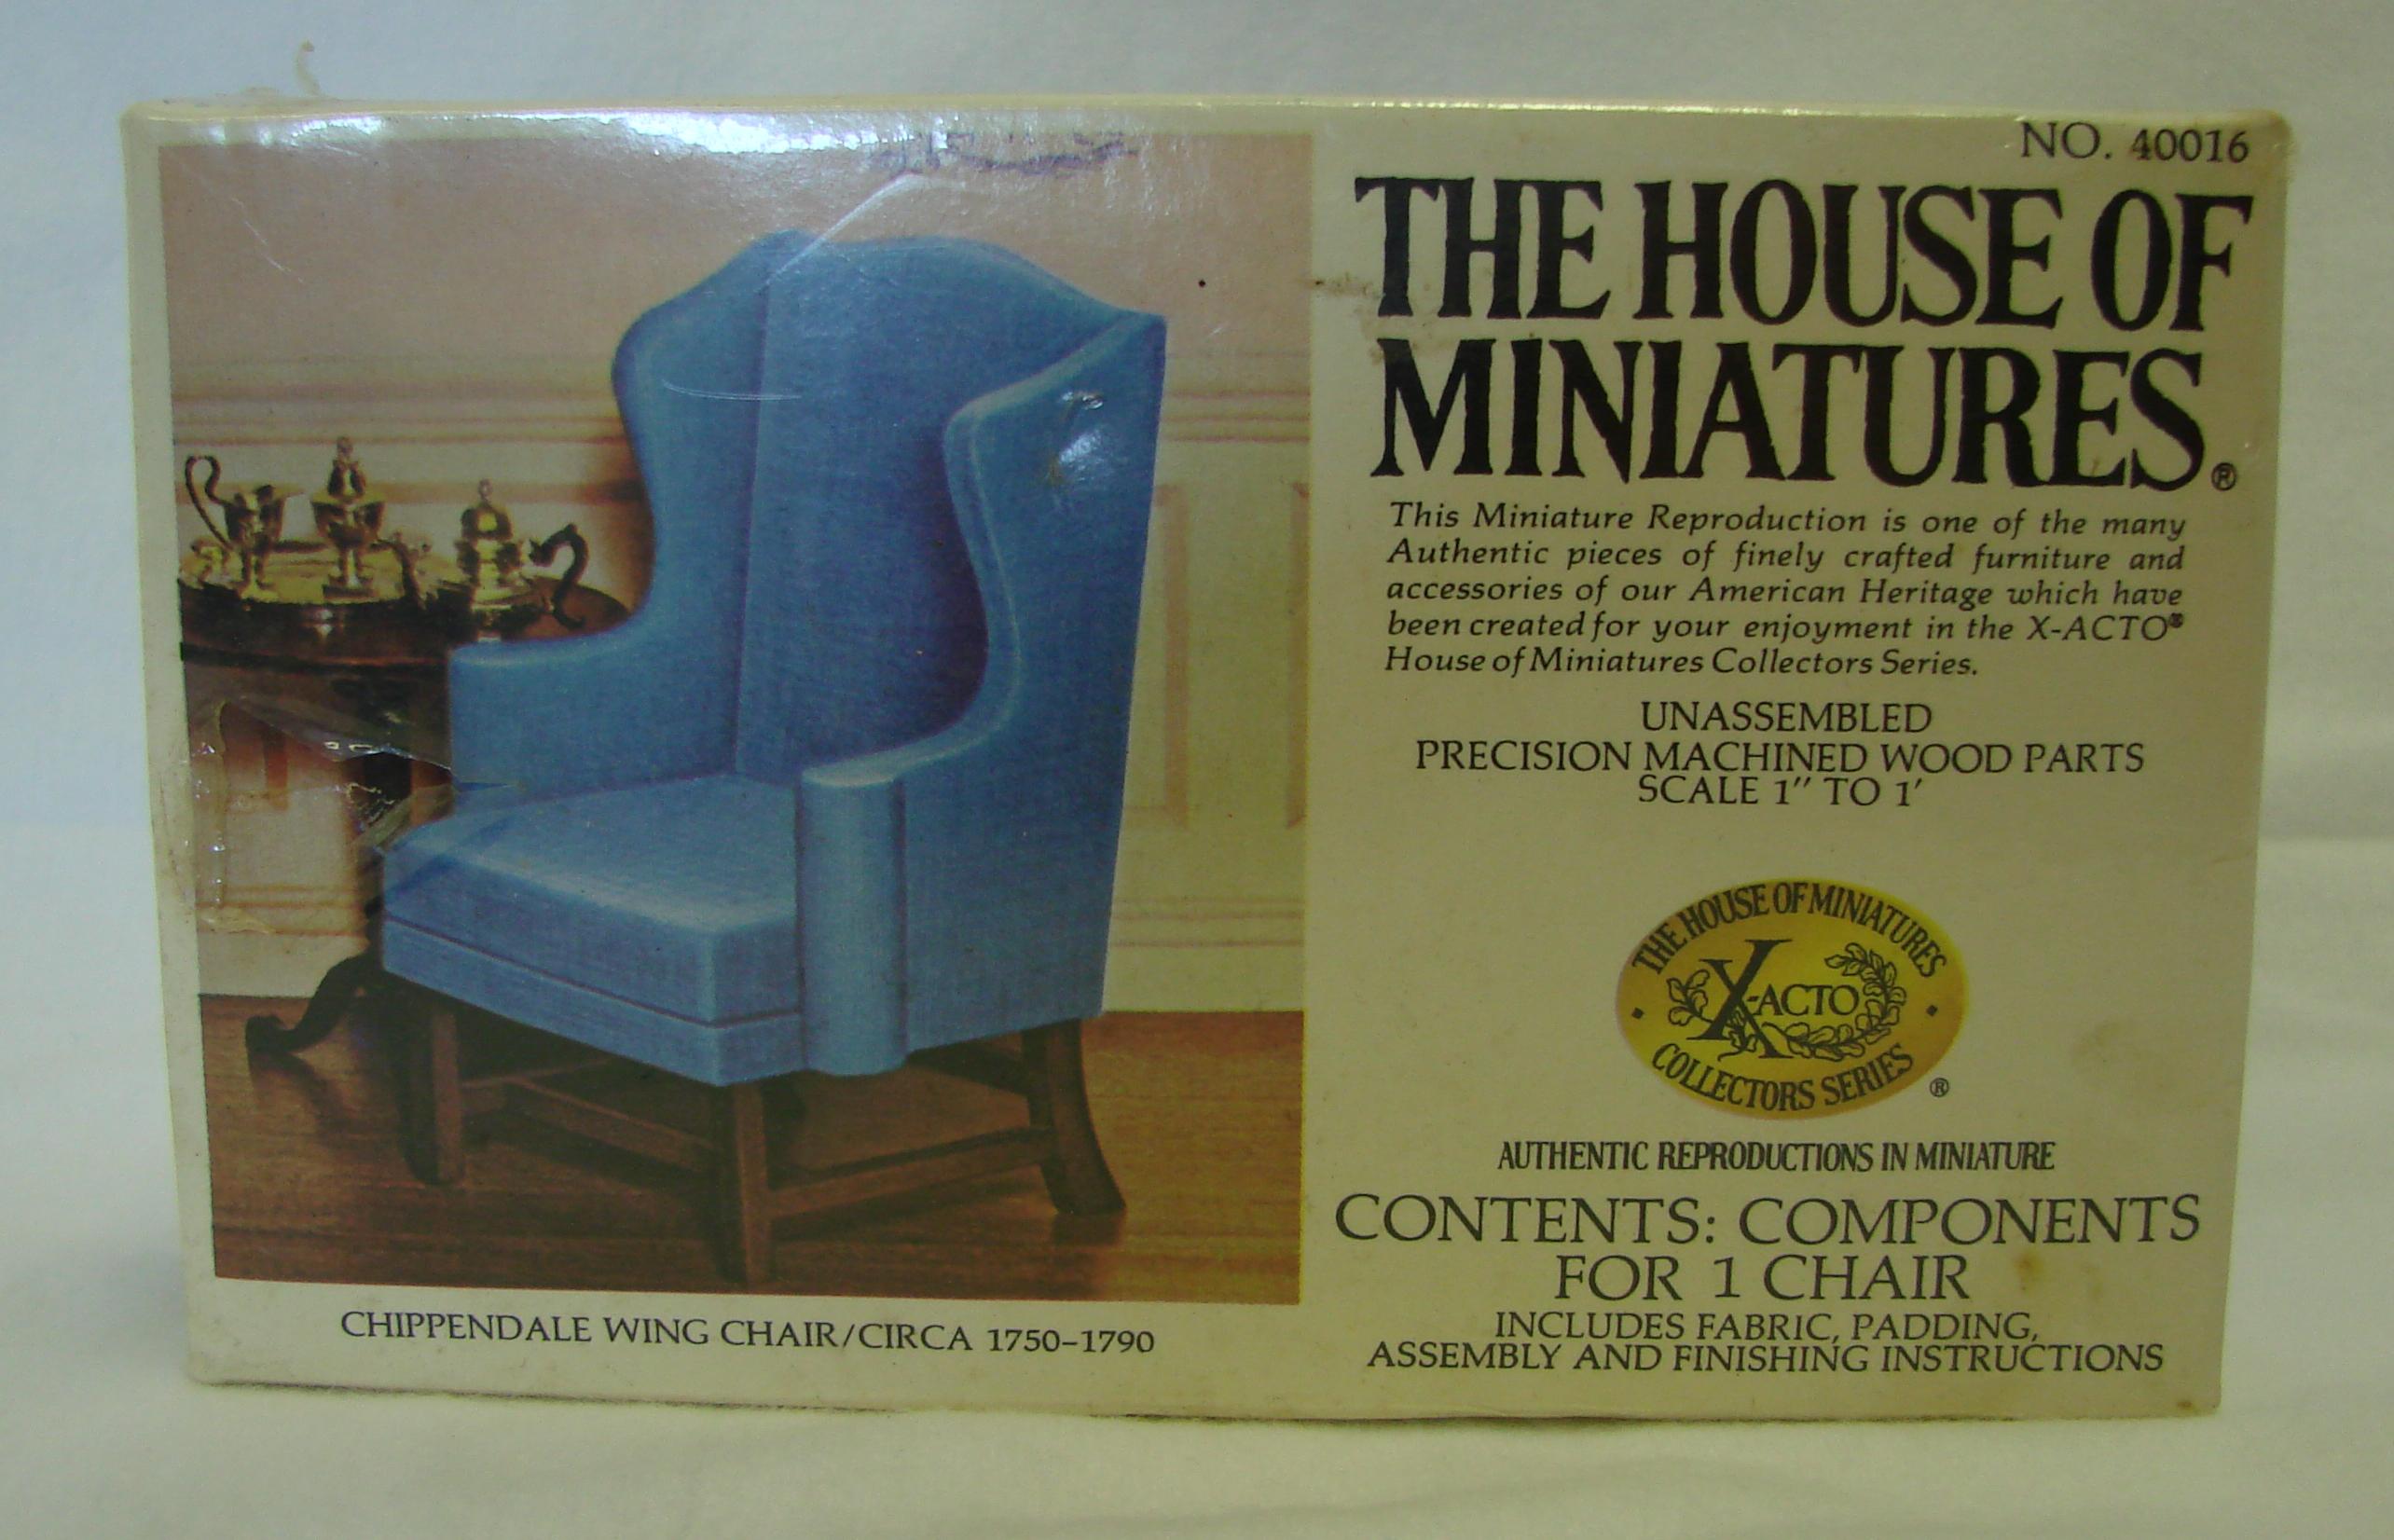 NO. 40016
THE HOUSE OF
MINIATURES®
This Miniature Reproduction is one of the many
Authentic pieces of finely crafted furniture and
accessories of our American Heritage which have
been created for your enjoyment in the X-ACTO®
House of Miniatures Collectors Series.
UNASSEMBLED
PRECISION MACHINED WOOD PARTS
SCALE 1" TO 1'
THE HOUSE OF MINIATURES
X-ACTO
COLLECTORS SERIES ®
AUTHENTIC REPRODUCTIONS IN MINIATURE
CONTENTS: COMPONENTS
FOR 1 CHAIR
INCLUDES FABRIC, PADDING,
ASSEMBLY AND FINISHING INSTRUCTIONS
CHIPPENDALE WING CHAIR/CIRCA 1750-1790